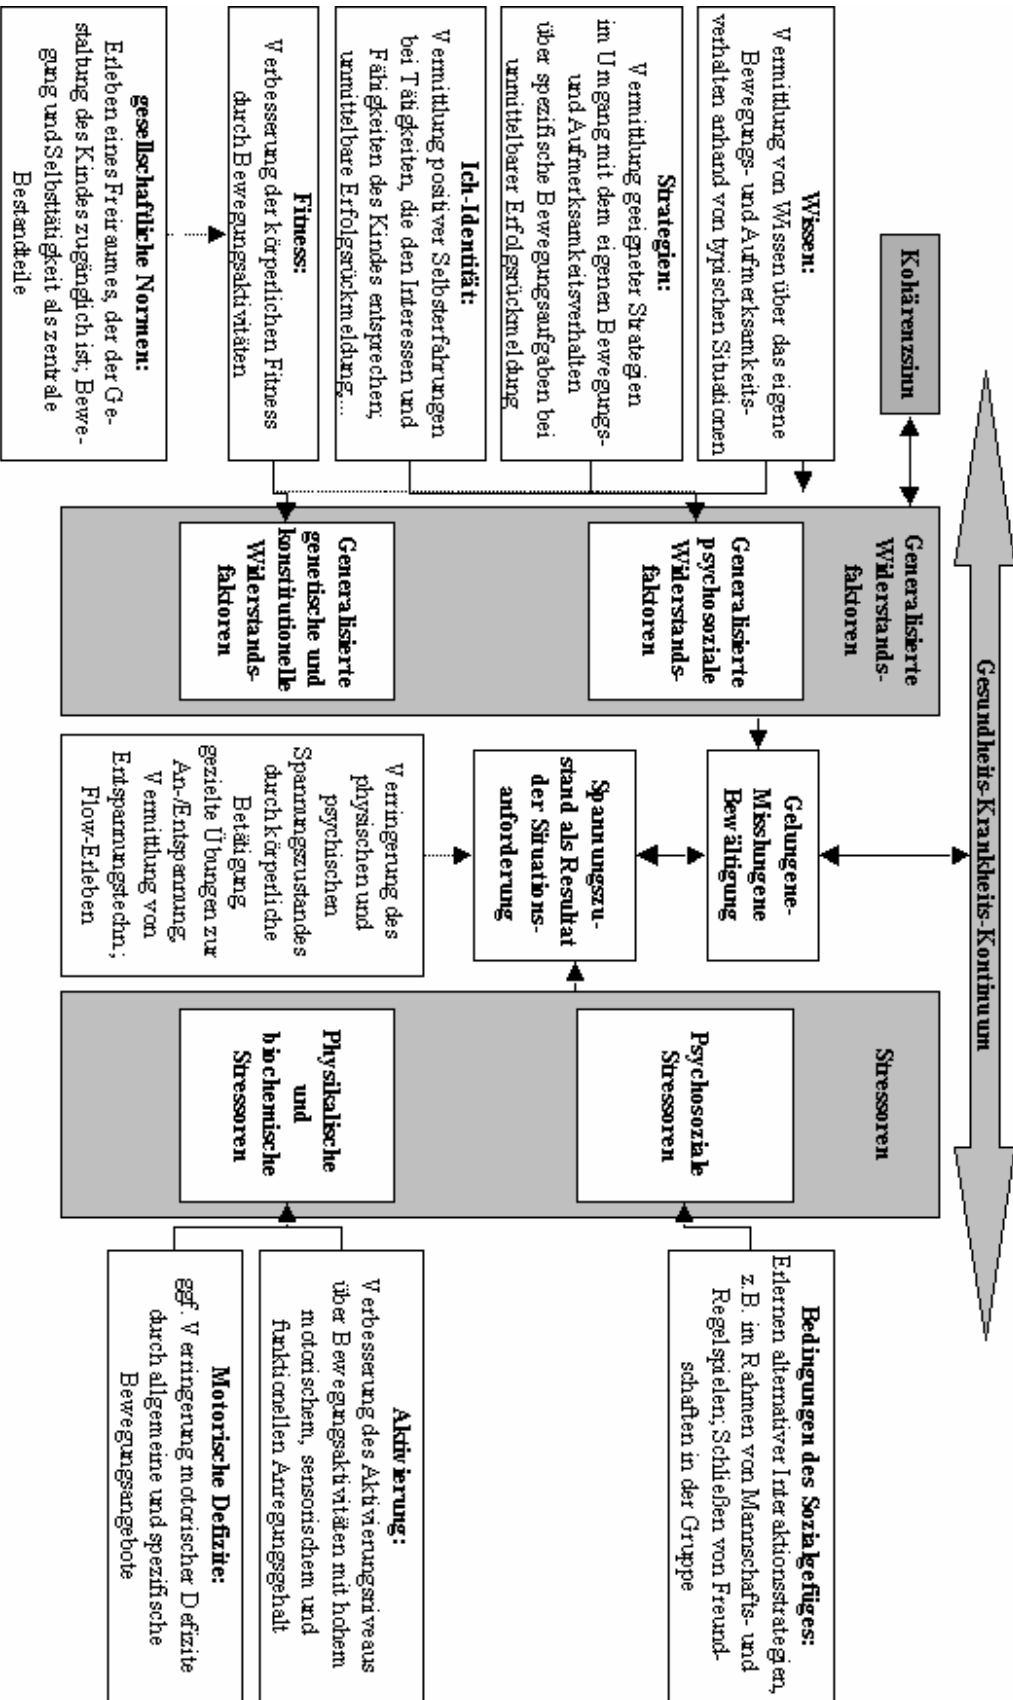 Gesundheits-Krankheits-Kontinuum
Kohärenzsinn
Wissen:
Vermittlung von Wissen über das eigene
Bewegungs- und Aufmerksamkeits-
verhalten anhand von typischen Situationen
Strategien:
Vermittlung geeigneter Strategien
im Umgang mit dem eigenen Bewegungs-
und Aufmerksamkeitsverhalten
über spezifische Bewegungsaufgaben bei
unmittelbarer Erfolgsrückmeldung
Ich-Identität:
Vermittlung positiver Selbsterfahrungen
bei Tätigkeiten, die den Interessen und
Fähigkeiten des Kindes entsprechen;
unmittelbare Erfolgsrückmeldung,...
Fitness:
Verbesserung der körperlichen Fitness
durch Bewegungsaktivitäten
gesellschaftliche Normen:
Erleben eines Freiraumes, der der Ge-
staltung des Kindes zugänglich ist; Bewe-
gung und Selbsttätigkeit als zentrale
Bestandteile
Generalisierte
Widerstands-
faktoren
Generalisierte
psychosoziale
Widerstands-
faktoren
Generalisierte
genetische und
konstitutionelle
Widerstands-
faktoren
Gelungene-
Misslungene
Bewältigung
Spannungszu-
stand als Resultat
der Situations-
anforderung
Verringerung des
physischen und
psychischen
Spannungszustandes
durch körperliche
Betätigung
gezielte Übungen zur
An-/Entspannung,
Vermittlung von
Entspannungstechn.;
Flow-Erleben
Stressoren
Psychosoziale
Stressoren
Physikalische
und
biochemische
Stressoren
Bedingungen des Sozialgefüges:
Erlernen alternativer Interaktionsstrategien,
z.B. im Rahmen von Mannschafts- und
Regelspielen; Schließen von Freund-
schaften in der Gruppe
Aktivierung:
Verbesserung des Aktivierungsniveaus
über Bewegungsaktivitäten mit hohem
motorischem, sensorischem und
funktionellen Anregungsgehalt
Motorische Defizite:
ggf. Verringerung motorischer Defizite
durch allgemeine und spezifische
Bewegungsangebote